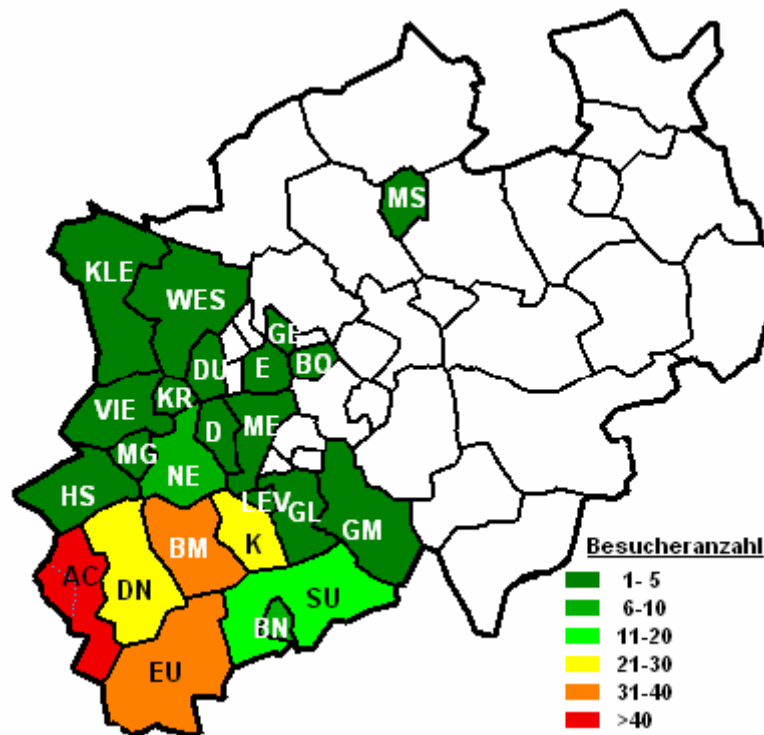 MS
KLE
WES
GE
DU
E
BO
KR
VIE
D
ME
MG
NE
HS
LEV
GL
GM
BM
K
AC
DN
SU
BN
EU
Besucheranzahl
1- 5
6-10
11-20
21-30
31-40
>40